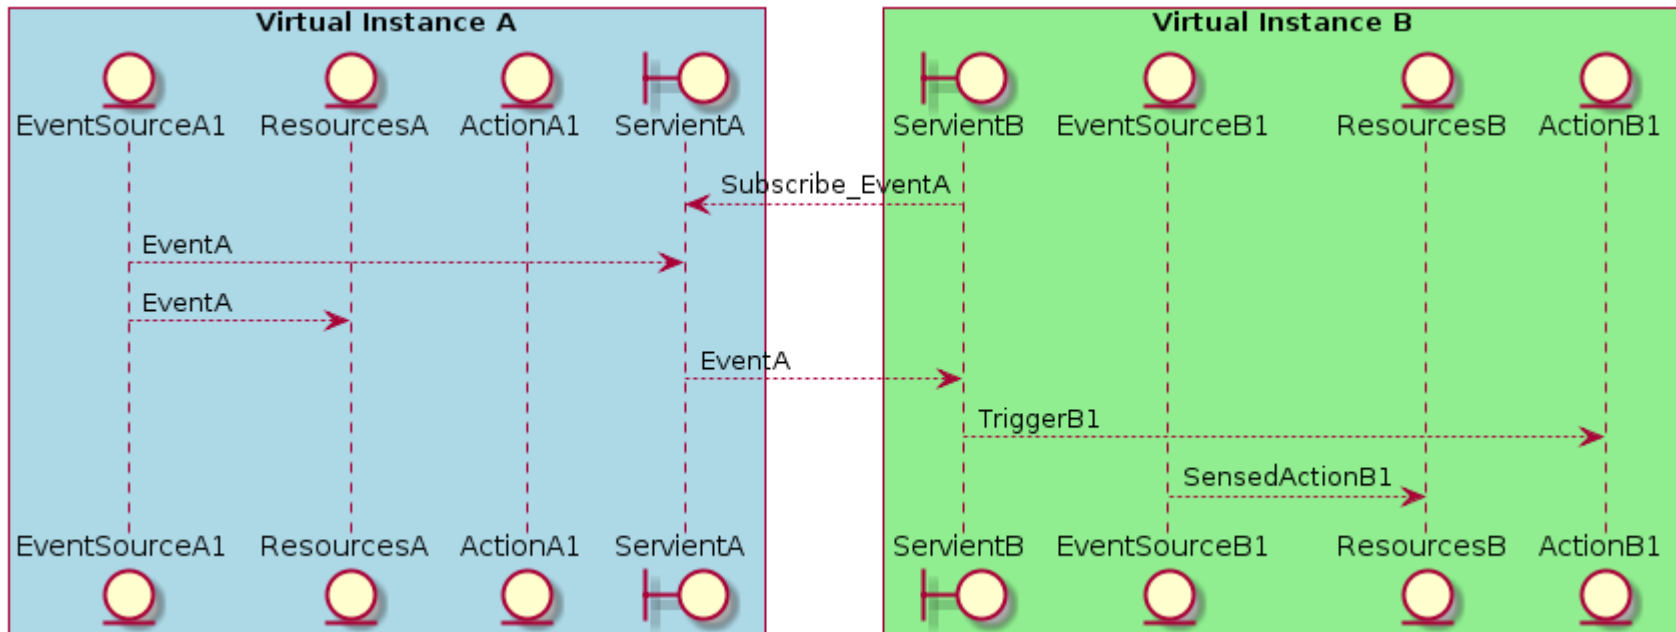 Virtual Instance A
Virtual Instance B
EventSourceA1 ResourcesA ActionA1 ServientA ServientB EventSourceB1 ResourcesB ActionB1
Subscribe_EventA
EventA
EventA
EventA
TriggerB1
SensedActionB1
EventSourceA1 ResourcesA ActionA1 ServientA ServientB EventSourceB1 ResourcesB ActionB1